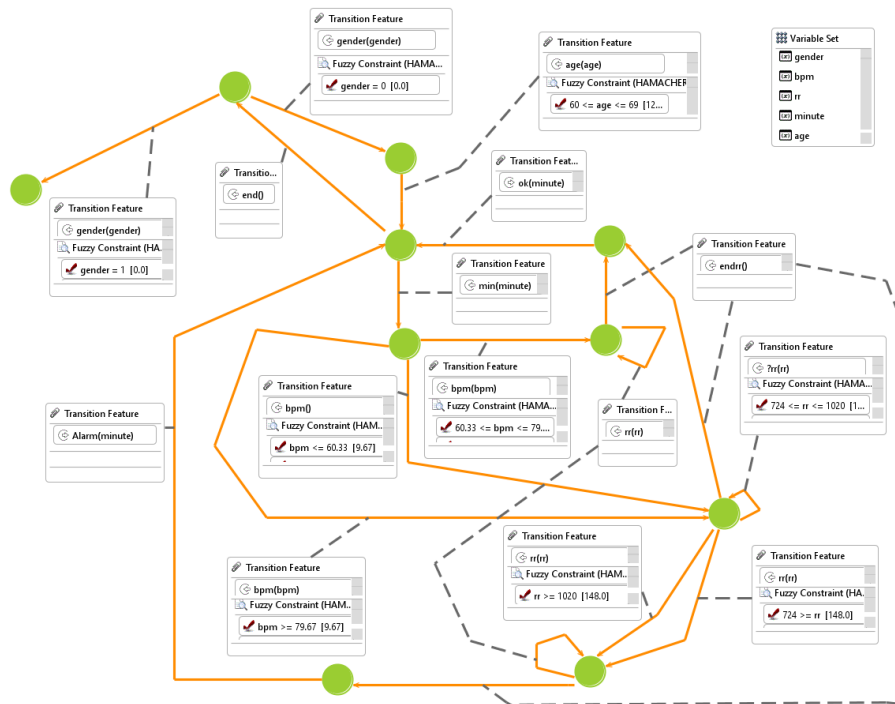 Transition Feature
gender(gender)
Fuzzy Constraint (HAMA...
gender = 0 [0.0]
Transition Feature
age(age)
Fuzzy Constraint (HAMACHER
60 <= age <= 69 [12...
Variable Set
gender
bpm
rr
minute
age
Transitio...
end()
Transition Feat...
ok(minute)
Transition Feature
gender(gender)
Fuzzy Constraint (HA...
gender = 1 [0.0]
Transition Feature
min(minute)
Transition Feature
endrr()
Transition Feature
?rr(rr)
Fuzzy Constraint (HAMA...
724 <= rr <= 1020 [1...
Transition Feature
bpm()
Fuzzy Constraint (HAM...
bpm <= 60.33 [9.67]
Transition Feature
bpm(bpm)
Fuzzy Constraint (HAMA...
60.33 <= bpm <= 79....
Transition F...
rr(rr)
Transition Feature
Alarm(minute)
Transition Feature
rr(rr)
Fuzzy Constraint (HAM..
rr >= 1020 [148.0]
Transition Feature
rr(rr)
Fuzzy Constraint (HA...
724 >= rr [148.0]
Transition Feature
bpm(bpm)
Fuzzy Constraint (HAM...
bpm >= 79.67 [9.67]